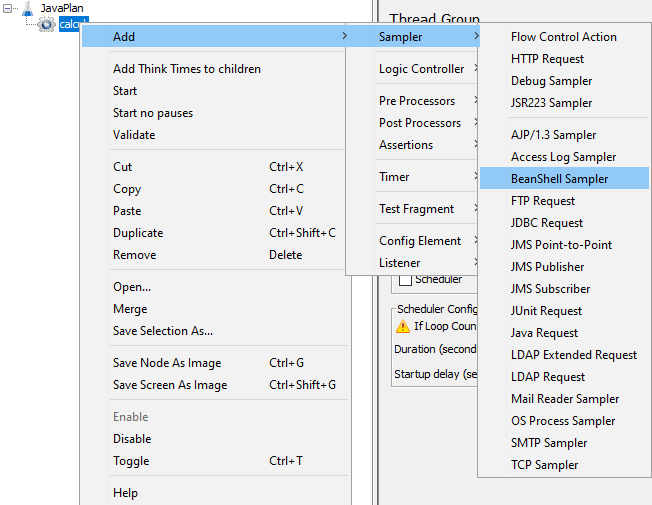 JavaPlan
Thread Group
Add
Add Think Times to children
Start
Start no pauses
Validate
Cut Ctrl+X
Copy Ctrl+C
Paste Ctrl+V
Duplicate Ctrl+Shift+C
Remove Delete
Open...
Merge
Save Selection As...
Save Node As Image Ctrl+G
Save Screen As Image Ctrl+Shift+G
Enable
Disable
Toggle Ctrl+T
Help
Sampler
Logic Controller
Pre Processors
Post Processors
Assertions
Timer
Test Fragment
Config Element
Listener
Flow Control Action
HTTP Request
Debug Sampler
JSR223 Sampler
AJP/1.3 Sampler
Access Log Sampler
BeanShell Sampler
FTP Request
JDBC Request
JMS Point-to-Point
JMS Publisher
JMS Subscriber
JUnit Request
Java Request
LDAP Extended Request
LDAP Request
Mail Reader Sampler
OS Process Sampler
SMTP Sampler
TCP Sampler
Scheduler
Scheduler Config
If Loop Coun
Duration (second
Startup delay (se